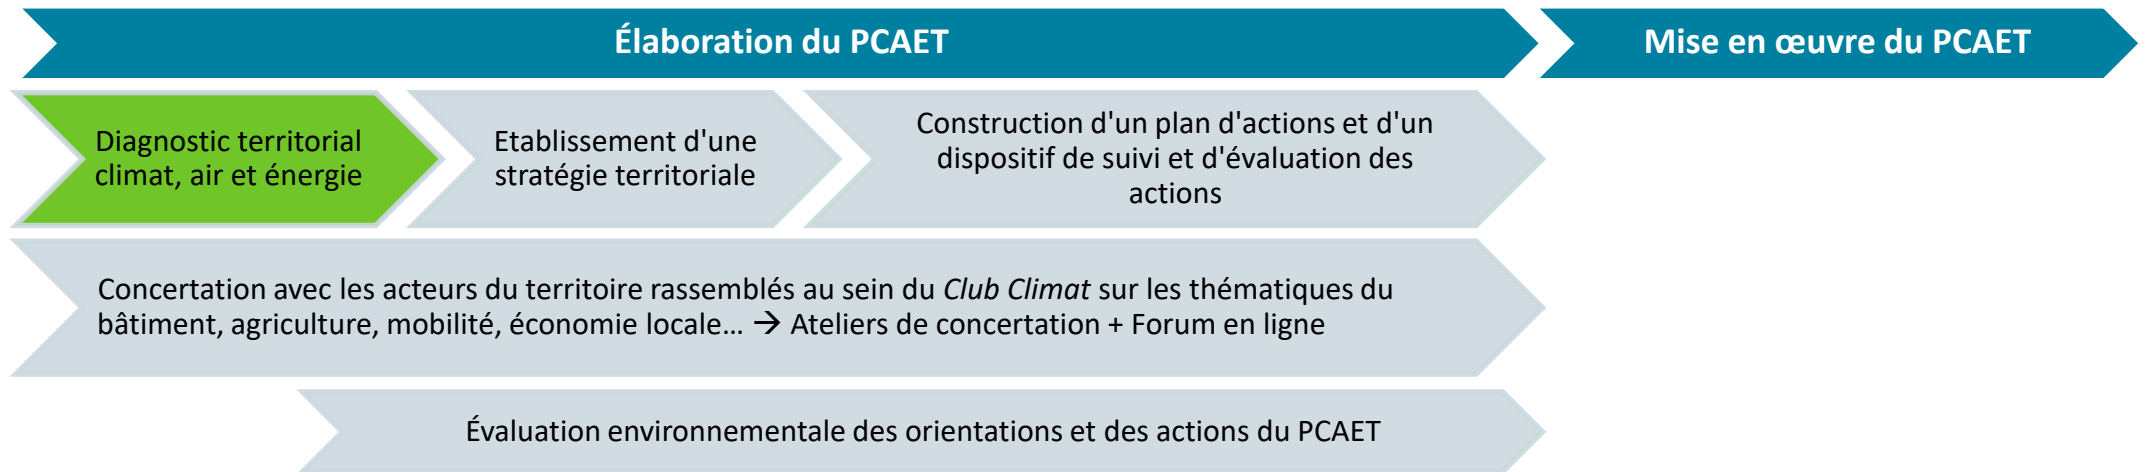 Élaboration du PCAET
Mise en œuvre du PCAET
Diagnostic territorial
climat, air et énergie
Etablissement d'une
stratégie territoriale
Construction d'un plan d'actions et d'un
dispositif de suivi et d'évaluation des
actions
Concertation avec les acteurs du territoire rassemblés au sein du Club Climat sur les thématiques du
bâtiment, agriculture, mobilité, économie locale… → Ateliers de concertation + Forum en ligne
Évaluation environnementale des orientations et des actions du PCAET